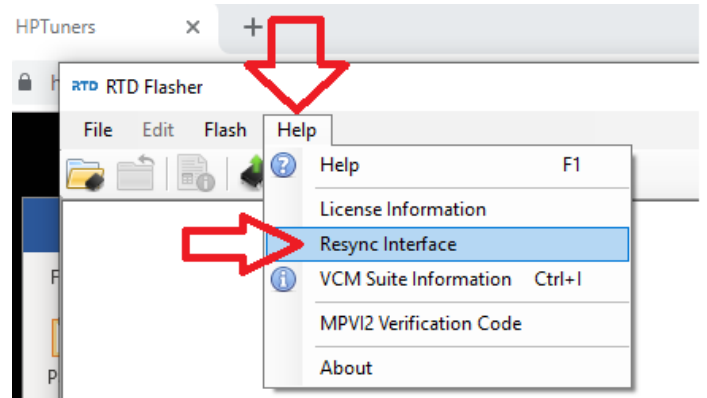 HPTuners
RTD RTD Flasher
File Edit Flash Help
Help F1
License Information
Resync Interface
VCM Suite Information Ctrl+I
MPVI2 Verification Code
About